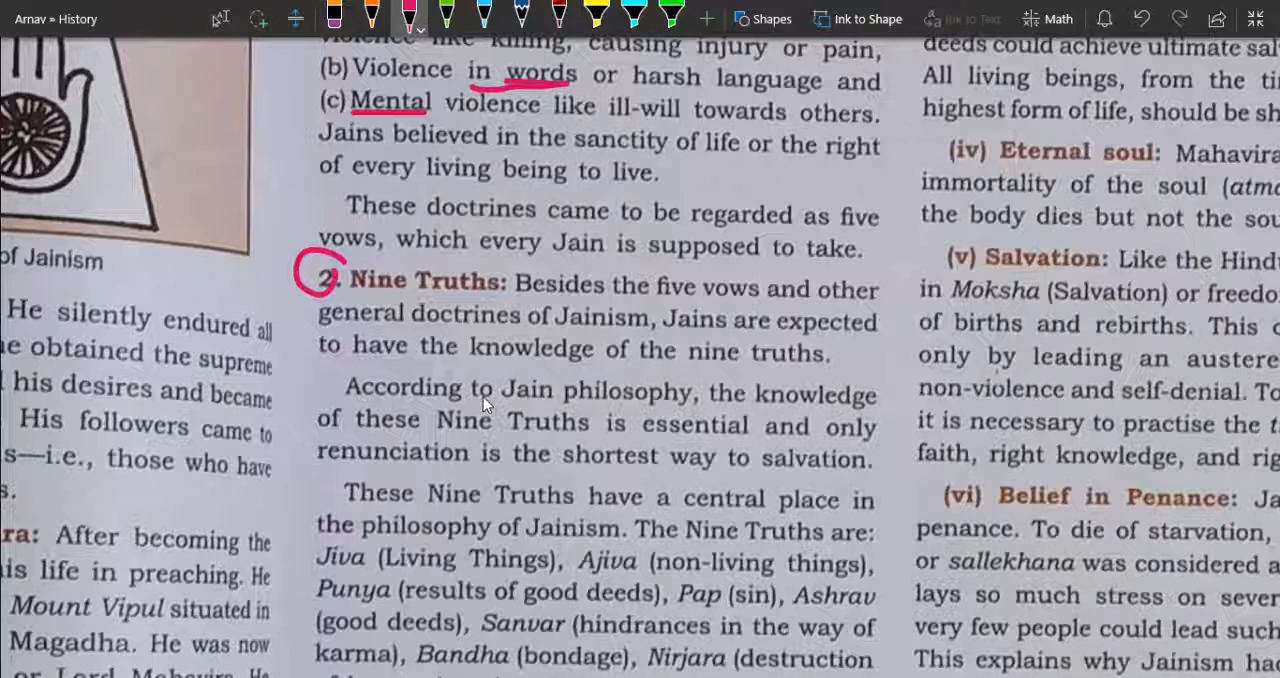 Arnav » History
Shapes
Ink to Shape
Ink to Text
Math
of Jainism
He silently endured all
he obtained the supreme
his desires and became
His followers came to
s—i.e., those who have
s.
ra: After becoming the
his life in preaching. He
Mount Vipul situated in
Magadha. He was now
or Lord Mahavira. He
violence like killing, causing injury or pain,
(b) Violence in words or harsh language and
(c) Mental violence like ill-will towards others.
Jains believed in the sanctity of life or the right
of every living being to live.
These doctrines came to be regarded as five
vows, which every Jain is supposed to take.
2. Nine Truths: Besides the five vows and other
general doctrines of Jainism, Jains are expected
to have the knowledge of the nine truths.
According to Jain philosophy, the knowledge
of these Nine Truths is essential and only
renunciation is the shortest way to salvation.
These Nine Truths have a central place in
the philosophy of Jainism. The Nine Truths are:
Jiva (Living Things), Ajiva (non-living things),
Punya (results of good deeds), Pap (sin), Ashrav
(good deeds), Sanvar (hindrances in the way of
karma), Bandha (bondage), Nirjara (destruction
deeds could achieve ultimate sal
All living beings, from the ti
highest form of life, should be sh
(iv) Eternal soul: Mahavira
immortality of the soul (atma
the body dies but not the sou
(v) Salvation: Like the Hind
in Moksha (Salvation) or freedo
of births and rebirths. This
only by leading an austere
non-violence and self-denial. To
it is necessary to practise the t
faith, right knowledge, and rig
(vi) Belief in Penance: Ja
penance. To die of starvation,
or sallekhana was considered a
lays so much stress on sever
very few people could lead such
This explains why Jainism had